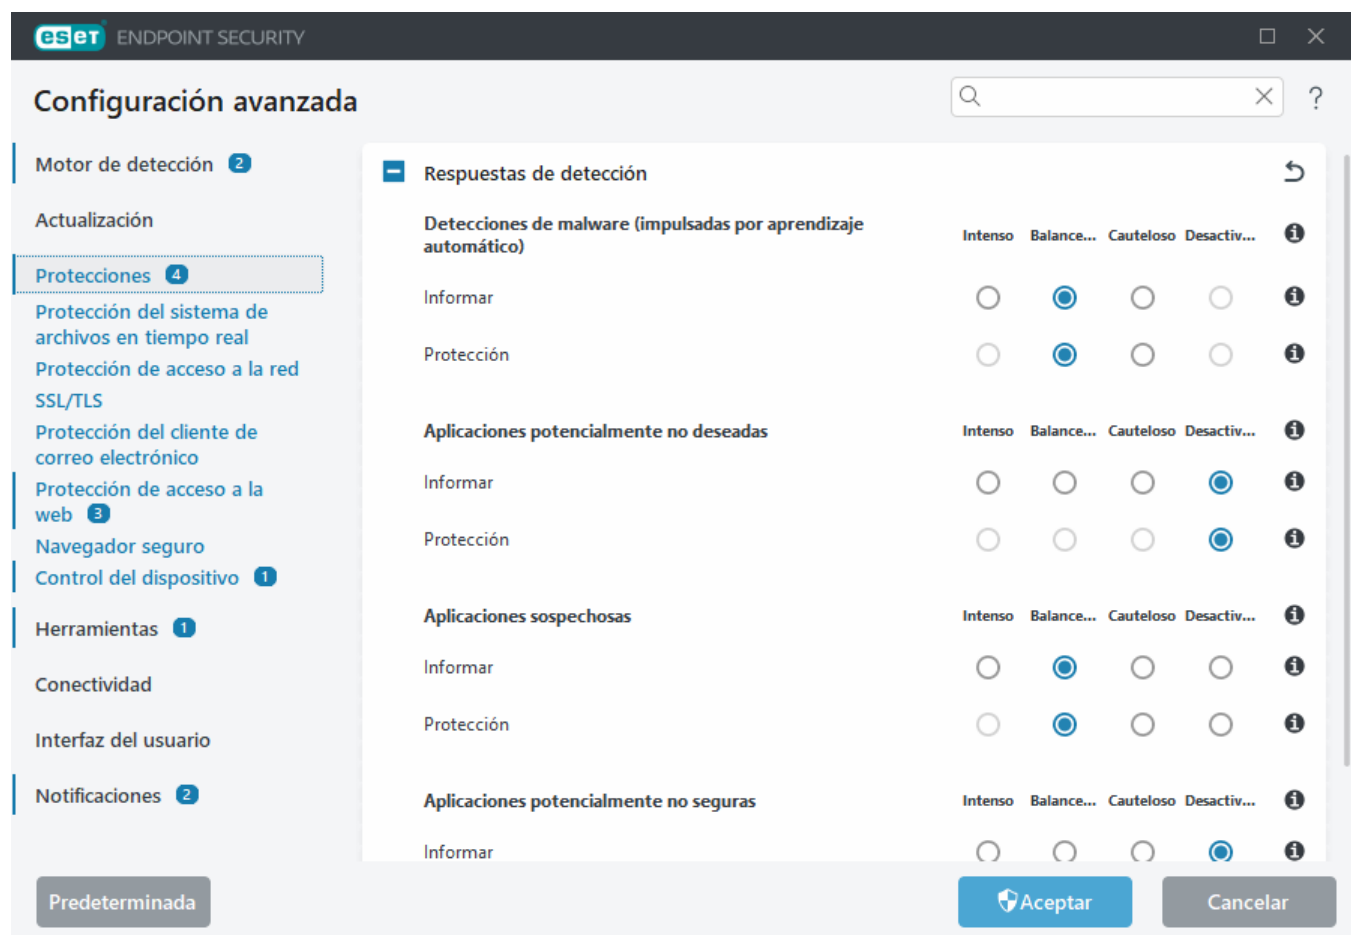 eset ENDPOINT SECURITY
Configuración avanzada
?
Motor de detección 2
Actualización
Protecciones 4
Protección del sistema de
archivos en tiempo real
Protección de acceso a la red
SSL/TLS
Protección del cliente de
correo electrónico
Protección de acceso a la
web 3
Navegador seguro
Control del dispositivo 1
Herramientas 1
Conectividad
Interfaz del usuario
Notificaciones 2
Respuestas de detección
Detecciones de malware (impulsadas por aprendizaje
automático)
Intenso Balance... Cauteloso Desactiv...
Informar
Protección
Aplicaciones potencialmente no deseadas
Intenso Balance... Cauteloso Desactiv...
Informar
Protección
Aplicaciones sospechosas
Intenso Balance... Cauteloso Desactiv...
Informar
Protección
Aplicaciones potencialmente no seguras
Intenso Balance... Cauteloso Desactiv...
Informar
Predeterminada
Aceptar
Cancelar